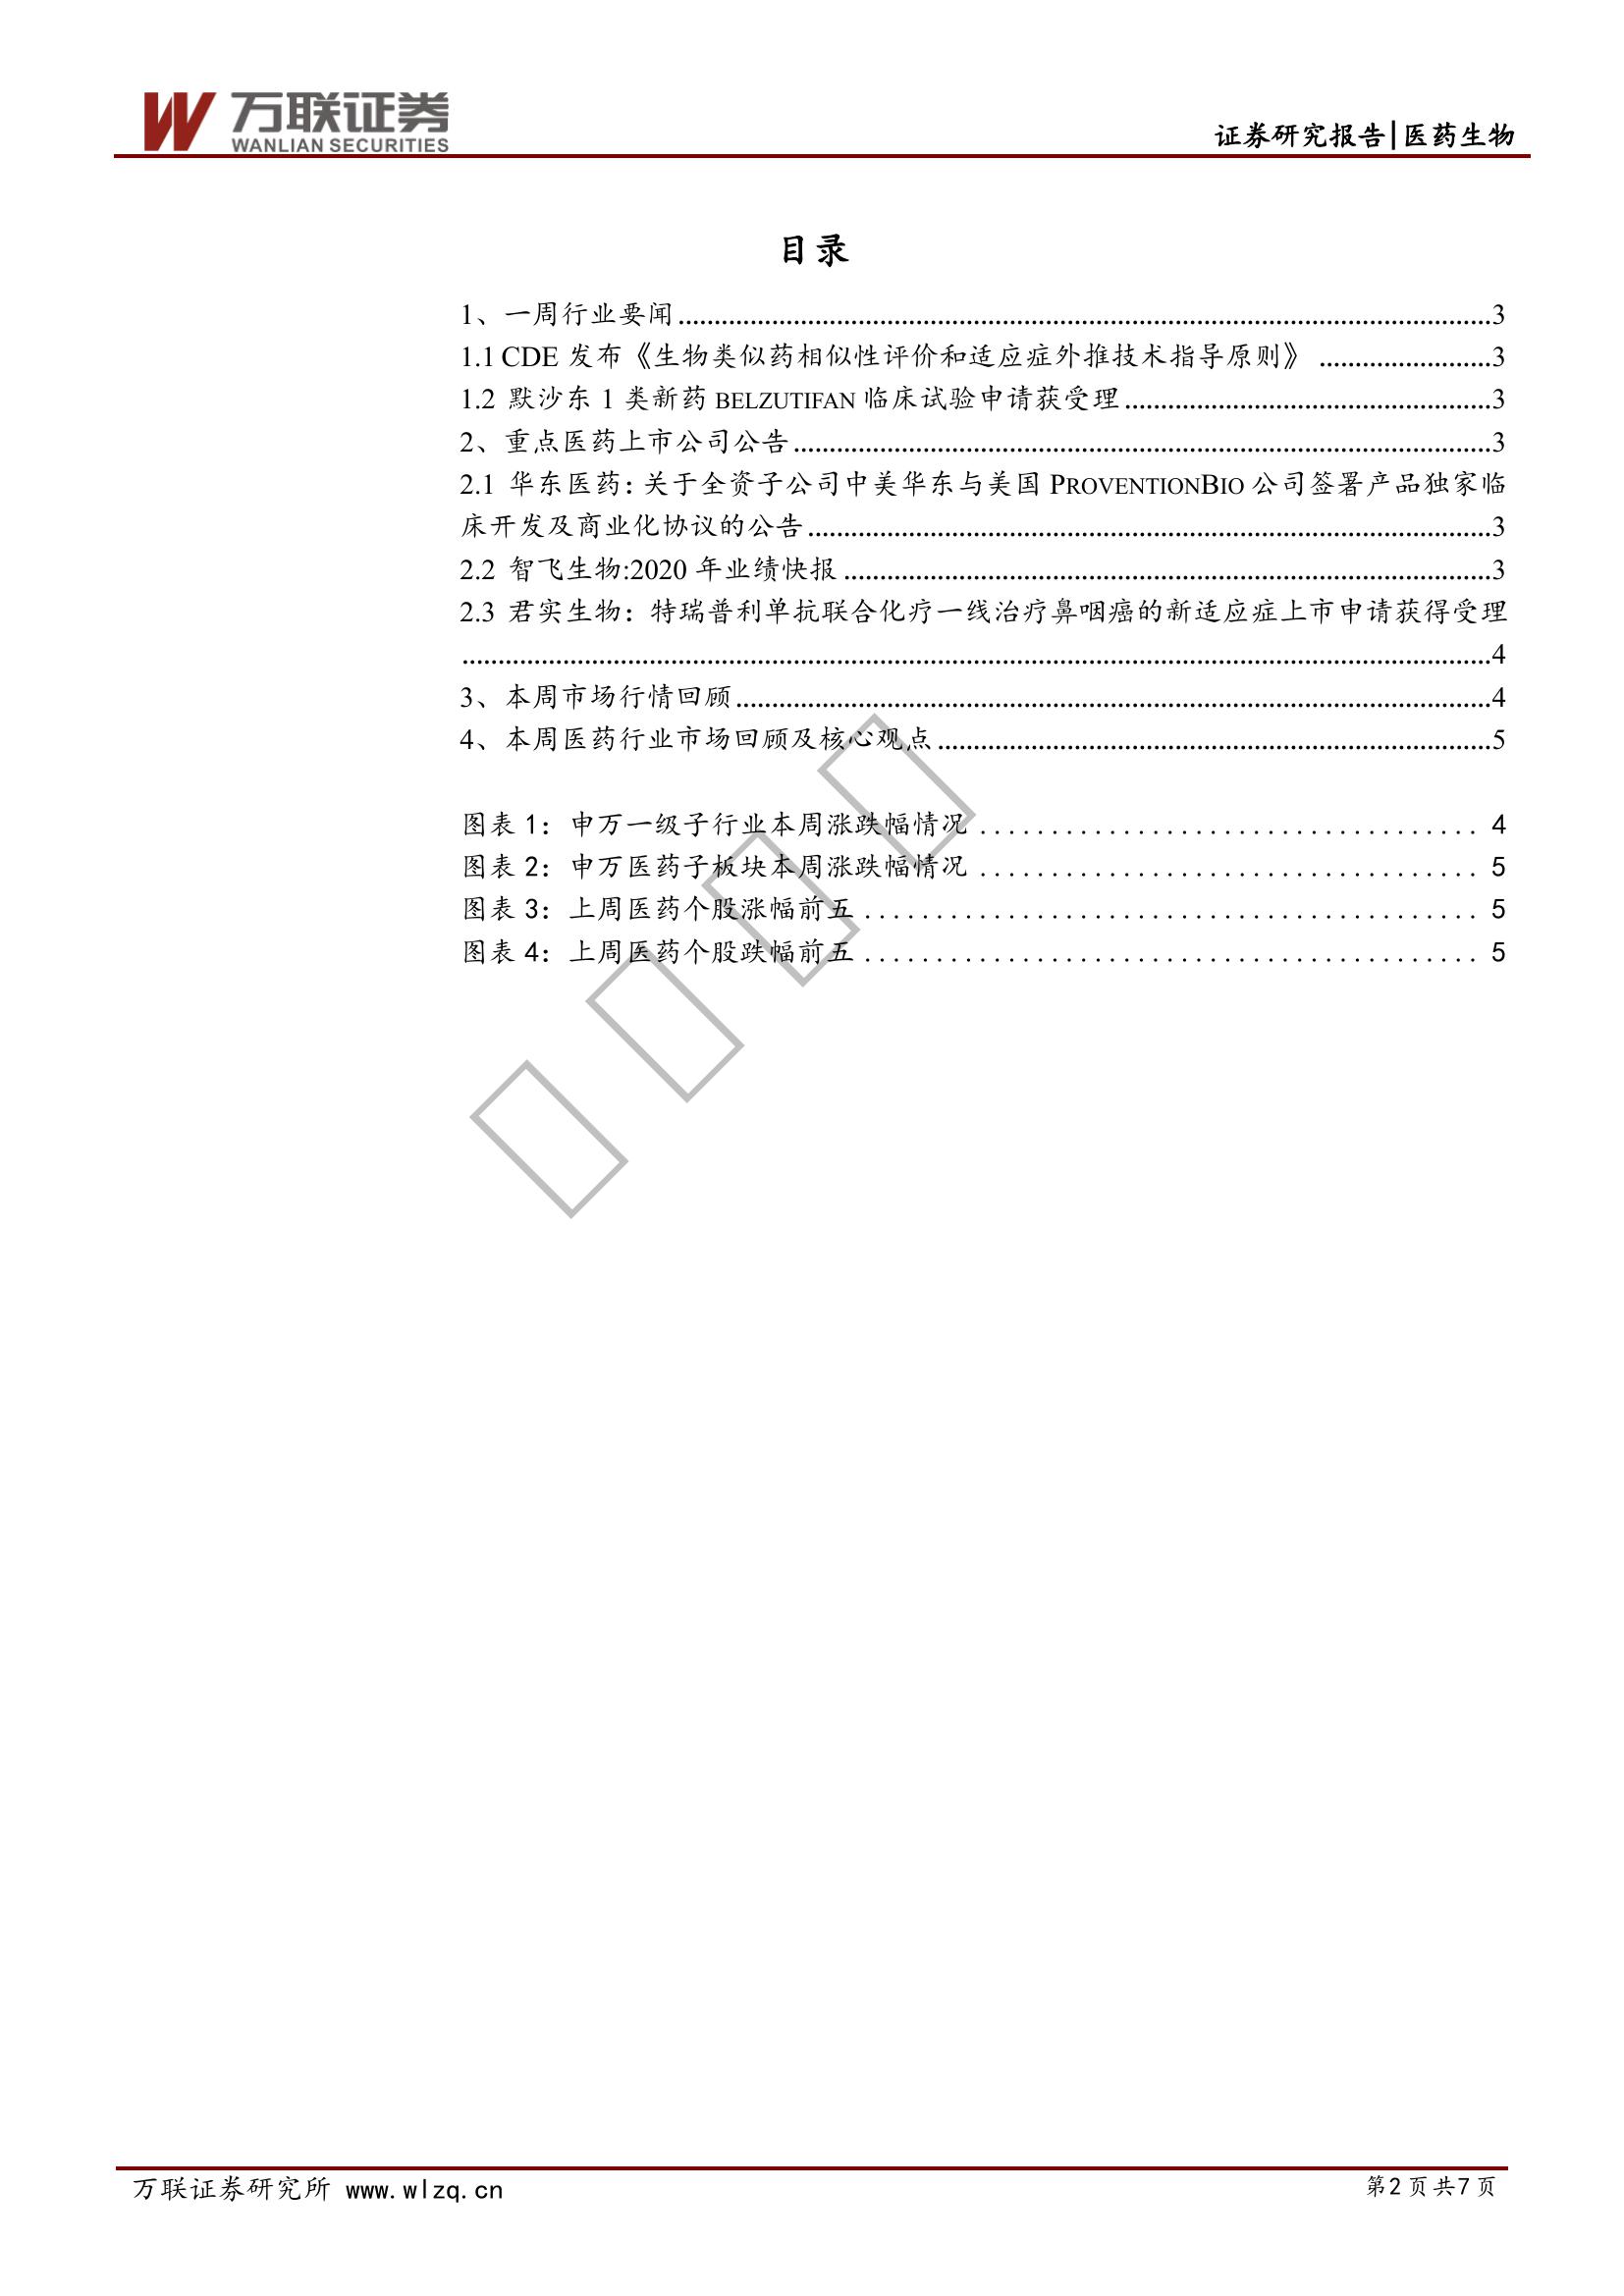 万联证券
WANLIAN SECURITIES
证券研究报告|医药生物
目录
1、一周行业要闻...3
1.1 CDE 发布《生物类似药相似性评价和适应症外推技术指导原则》...3
1.2 默沙东 1 类新药 BELZUTIFAN 临床试验申请获受理...3
2、重点医药上市公司公告...3
2.1 华东医药:关于全资子公司中美华东与美国 PROVENTIONBIO 公司签署产品独家临
床开发及商业化协议的公告...3
2.2 智飞生物:2020 年业绩快报...3
2.3 君实生物：特瑞普利单抗联合化疗一线治疗鼻咽癌的新适应症上市申请获得受理
...4
3、本周市场行情回顾...4
4、本周医药行业市场回顾及核心观点...5
图表 1：申万一级子行业本周涨跌幅情况...4
图表 2：申万医药子板块本周涨跌幅情况...5
图表 3：上周医药个股涨幅前五...5
图表 4：上周医药个股跌幅前五...5
万联证券研究所 www.wlzq.cn
第2页共7页